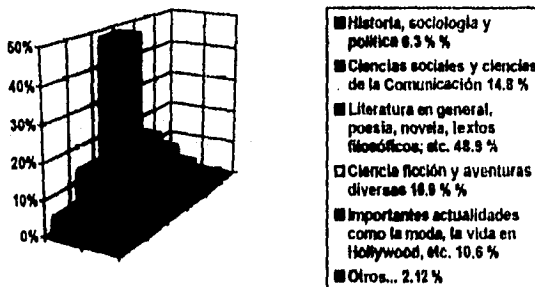 50%
40%
30%
20%
10%
0%
Historia, sociología y
política 6.3 % %
Ciencias sociales y ciencias
de la Comunicación 14.8 %
Literatura en general,
poesía, novela, textos
filosóficos; etc. 48.9 %
Ciencia ficción y aventuras
diversas 16.9 % %
Importantes actualidades
como la moda, la vida en
Hollywood, etc. 10.6 %
Otros... 2.12 %